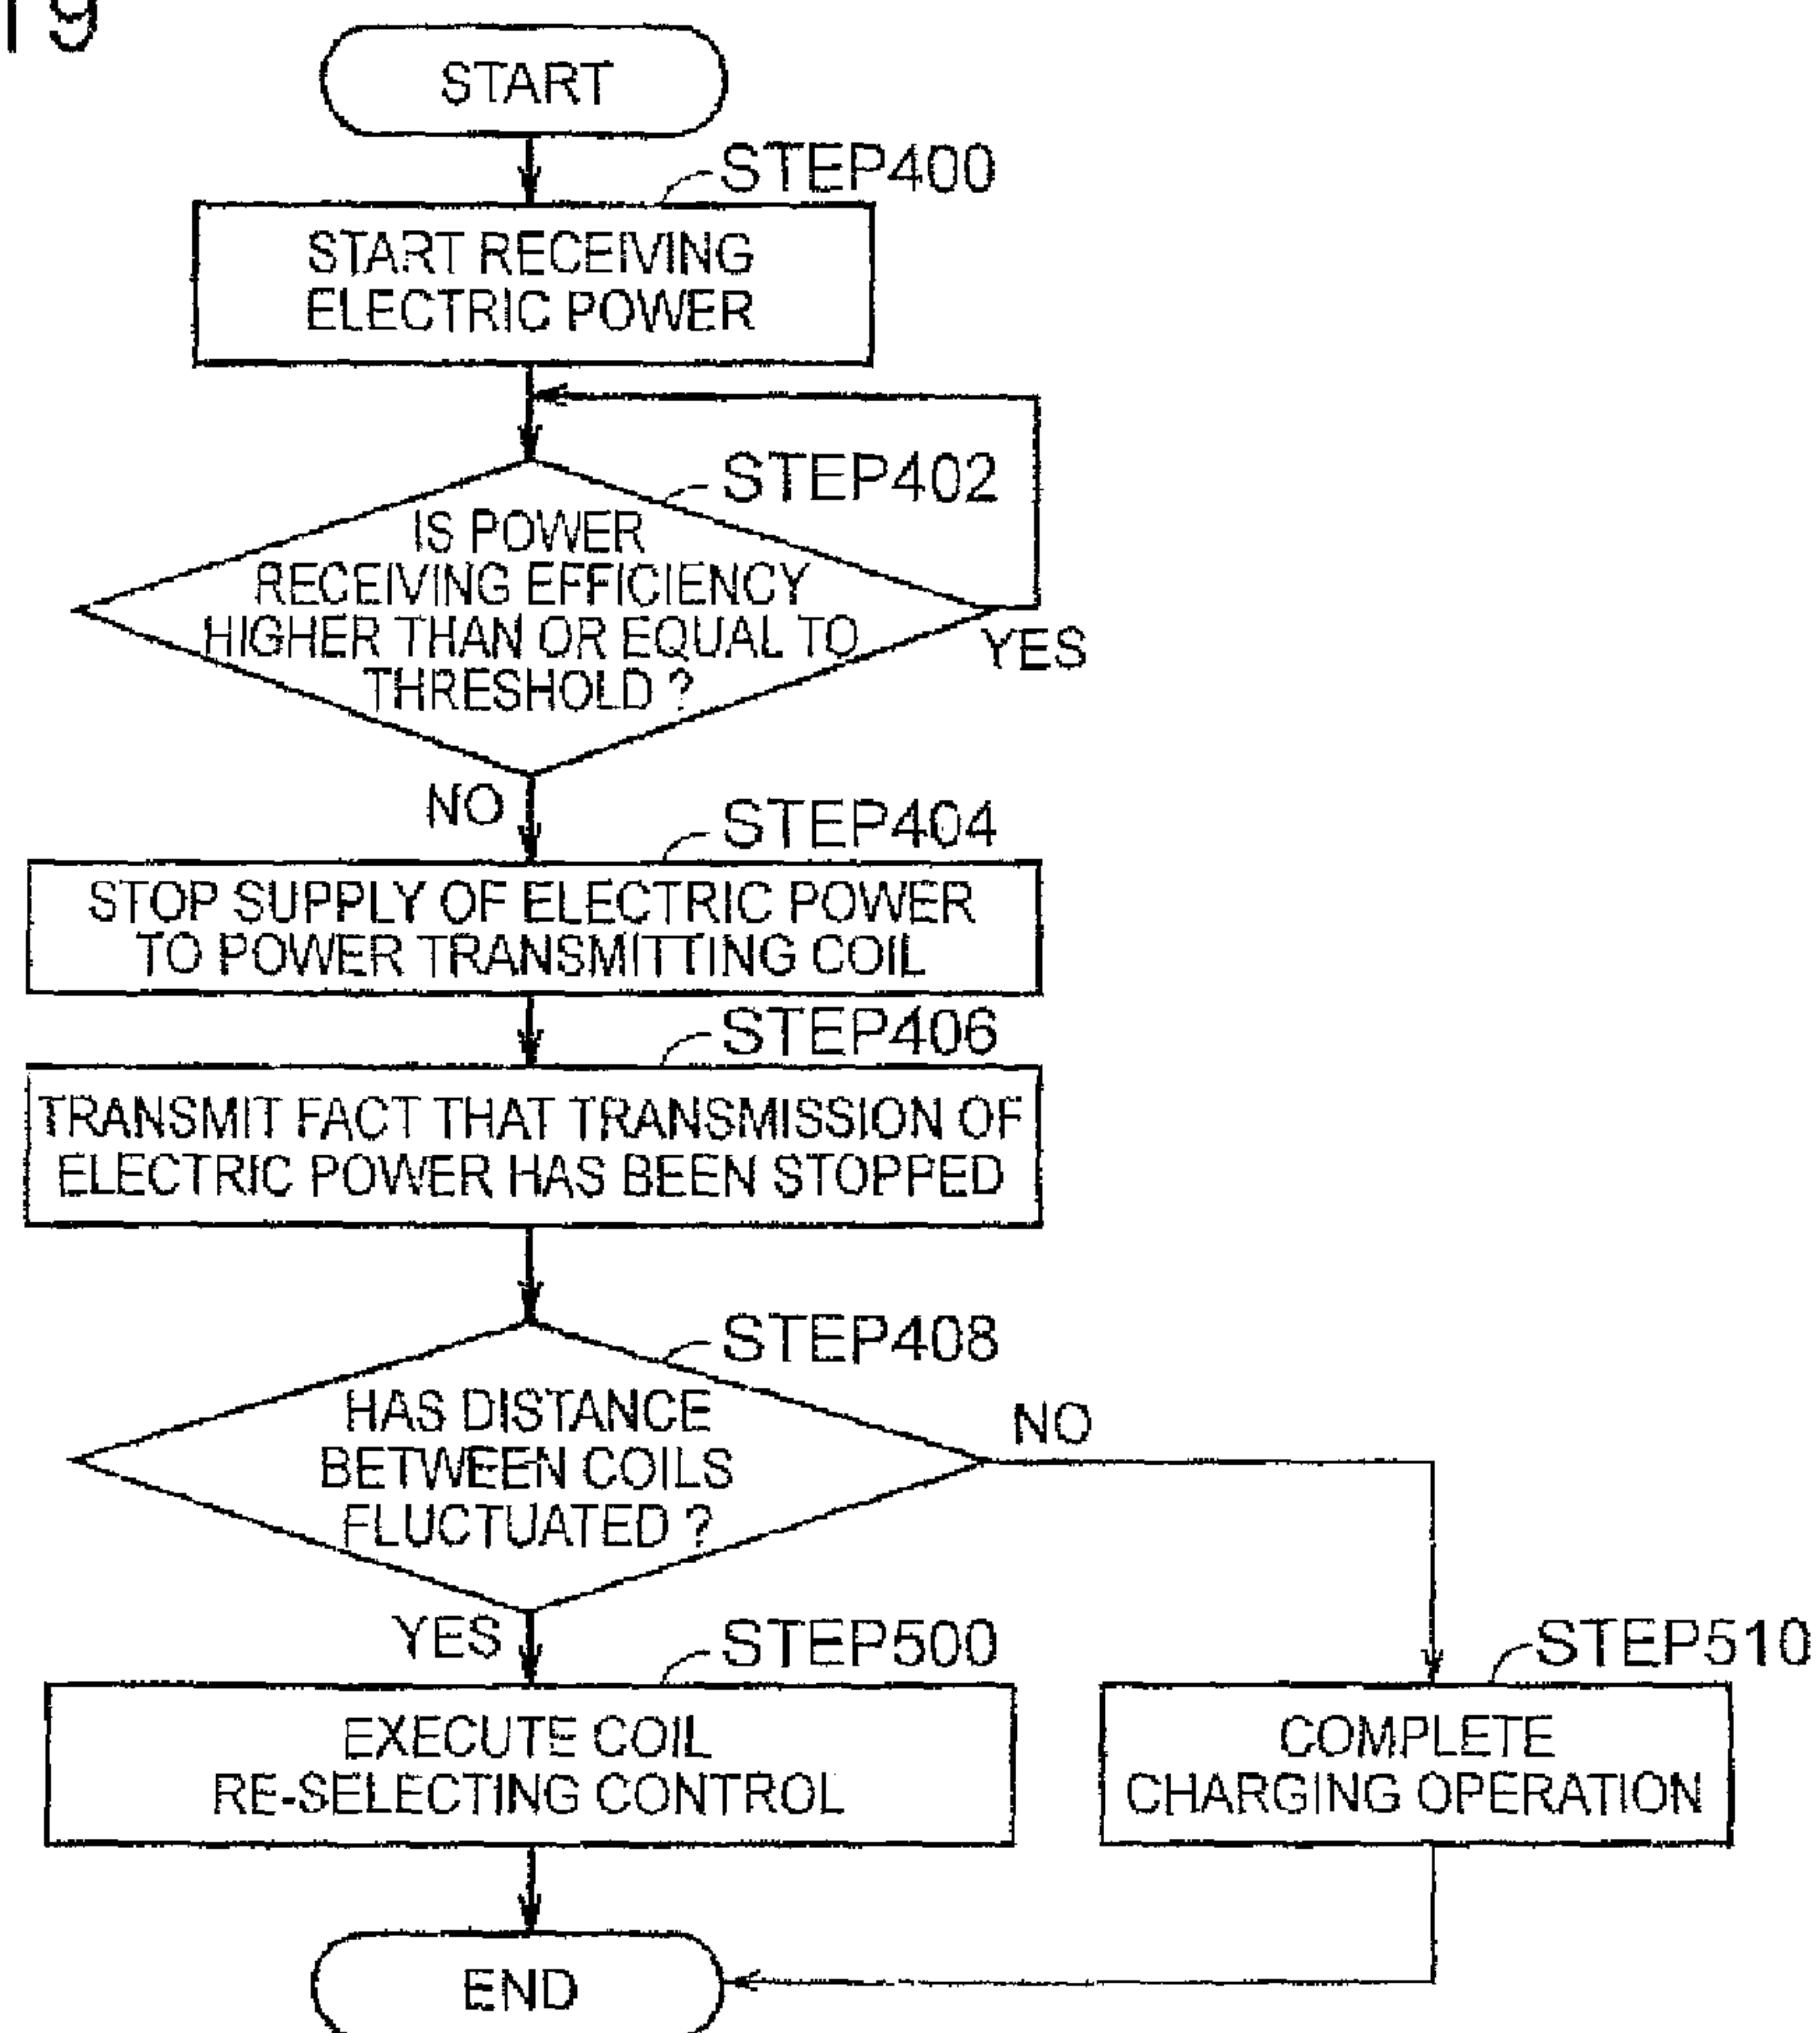 19
START
STEP400
START RECEIVING
ELECTRIC POWER
STEP402
IS POWER
RECEIVING EFFICIENCY
HIGHER THAN OR EQUAL TO
THRESHOLD ?
YES
NO
STEP404
STOP SUPPLY OF ELECTRIC POWER
TO POWER TRANSMITTING COIL
STEP406
TRANSMIT FACT THAT TRANSMISSION OF
ELECTRIC POWER HAS BEEN STOPPED
STEP408
HAS DISTANCE
BETWEEN COILS
FLUCTUATED ?
NO
YES
STEP500
EXECUTE COIL
RE-SELECTING CONTROL
STEP510
COMPLETE
CHARGING OPERATION
END